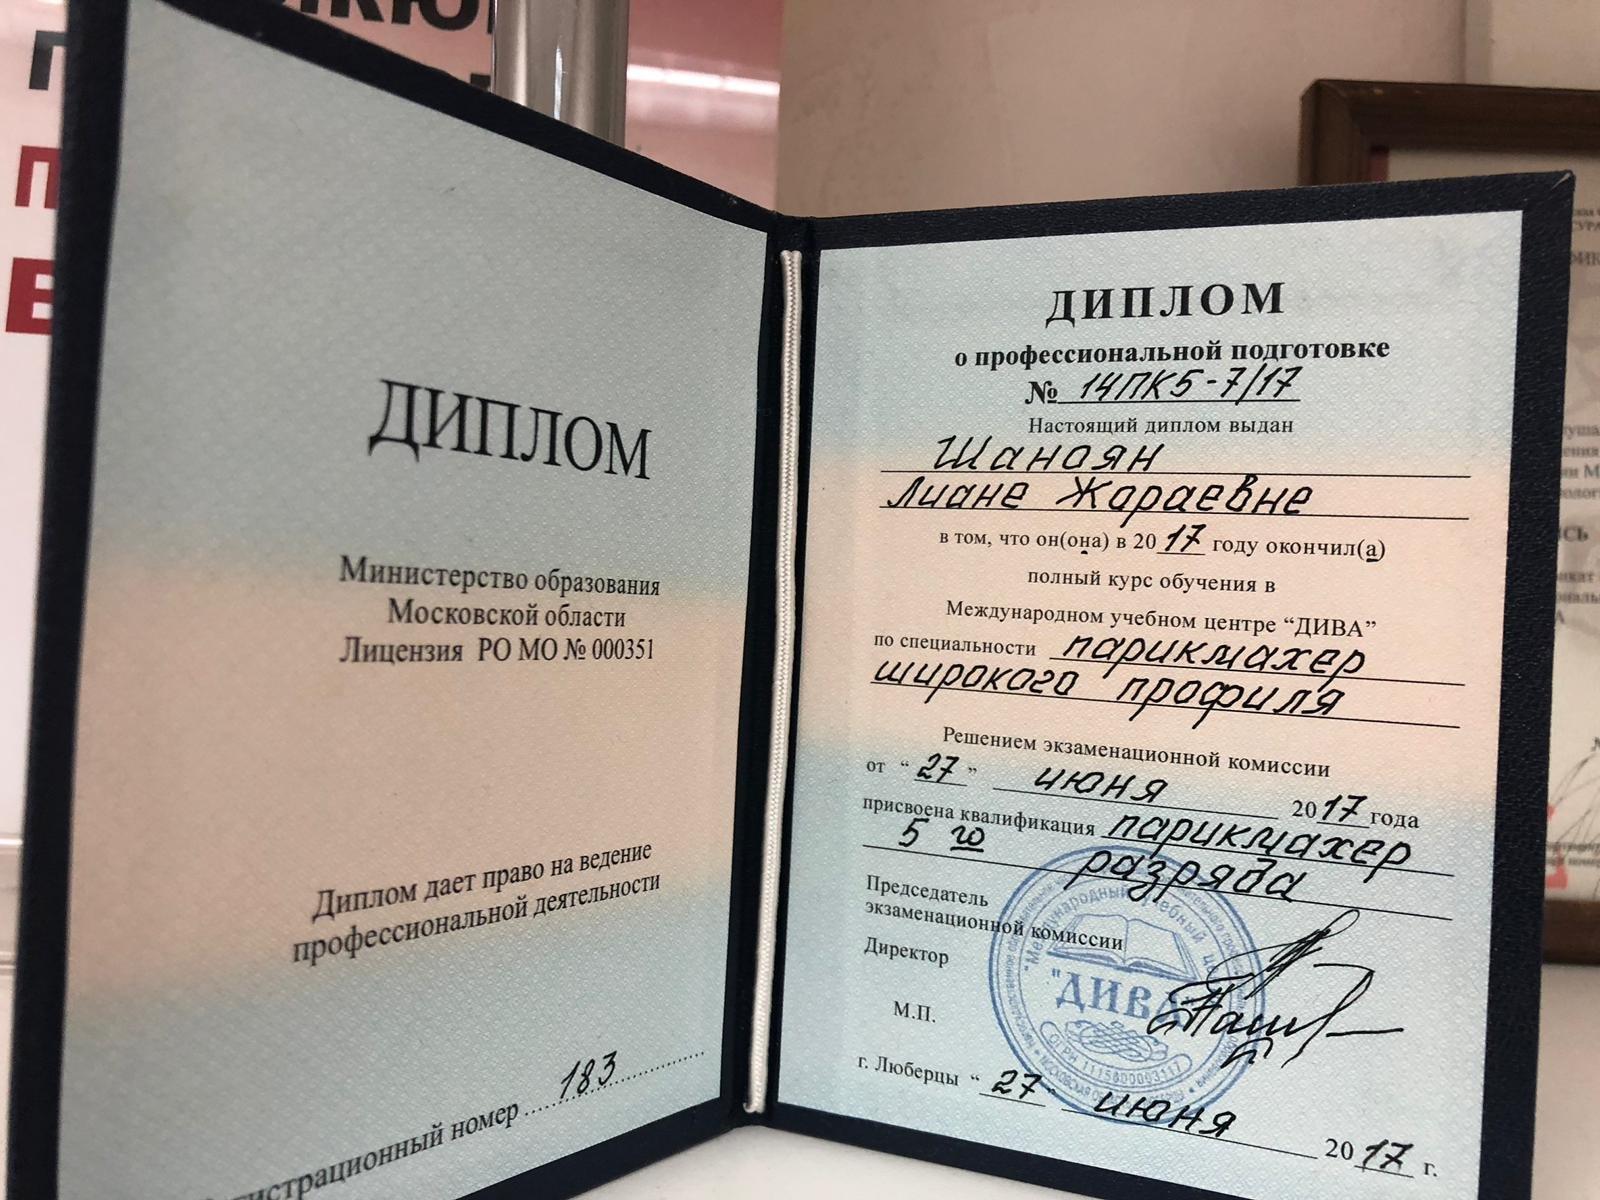 ДИПЛОМ
Министерство образования
Московской области
Лицензия РО МО № 000351
Диплом дает право на ведение
профессиональной деятельности
номер 183
ДИПЛОМ
о профессиональной подготовке
№ 14ПК5-7/17
Настоящий диплом выдан
Шаноян
Лиане Жораевне
в том, что он(она) в 2017 году окончил(а)
полный курс обучения в
Международном учебном центре “ДИВА”
по специальности парикмахер
широкого профиля
Решением экзаменационной комиссии
от “27” июня 2017 года
присвоена квалификация парикмахер
5 го разряда
Председатель
экзаменационной комиссии
Директор
М.П.
"ДИВА"
г. Люберцы “27” июня 2017 г.